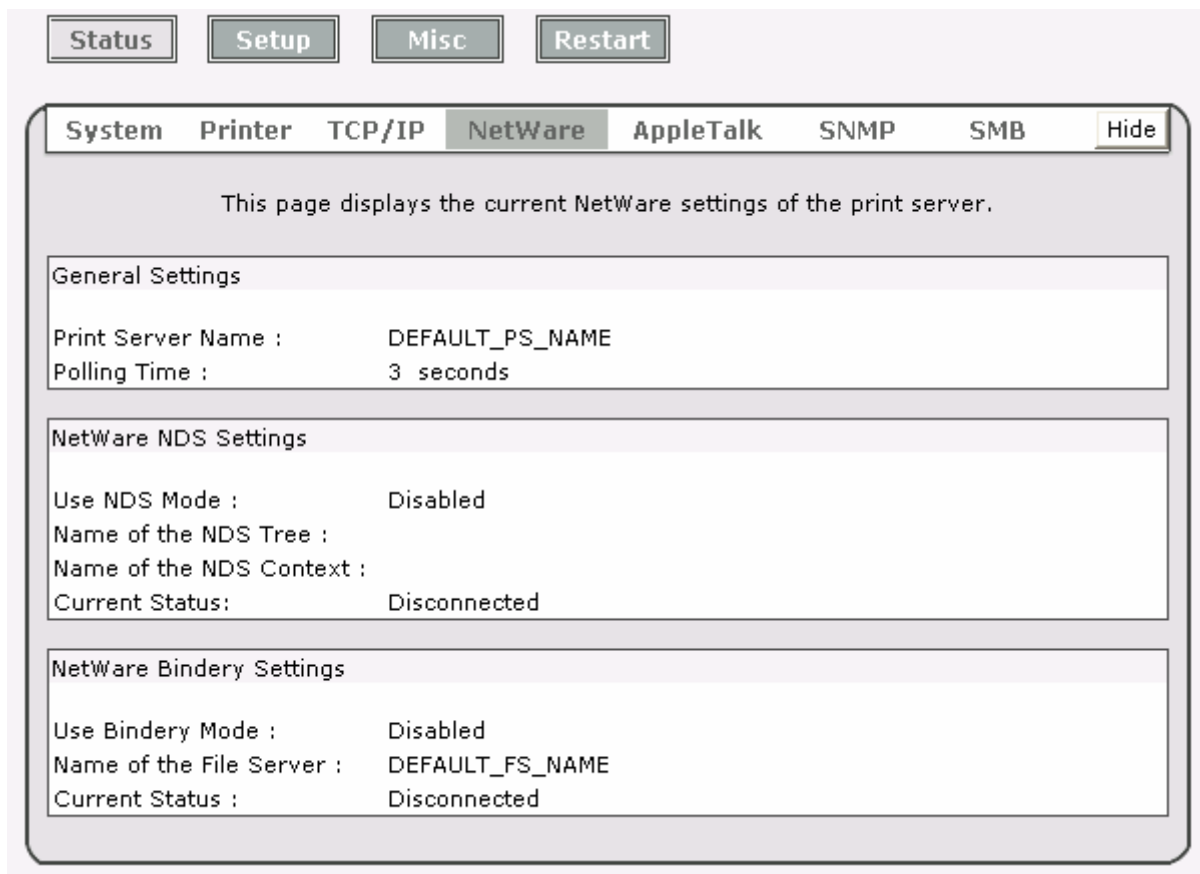 Status Setup Misc Restart
System Printer TCP/IP NetWare AppleTalk SNMP SMB Hide
This page displays the current NetWare settings of the print server.
General Settings
Print Server Name : DEFAULT_PS_NAME
Polling Time : 3 seconds
NetWare NDS Settings
Use NDS Mode : Disabled
Name of the NDS Tree :
Name of the NDS Context :
Current Status: Disconnected
NetWare Bindery Settings
Use Bindery Mode : Disabled
Name of the File Server : DEFAULT_FS_NAME
Current Status : Disconnected